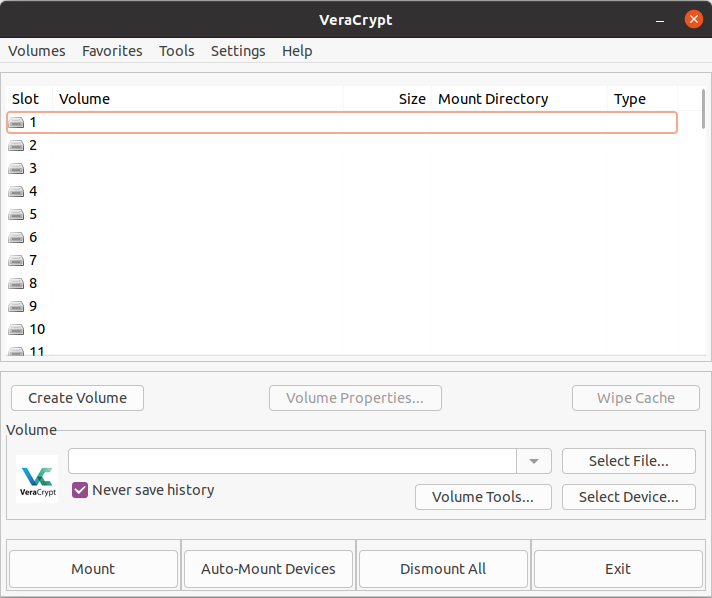 VeraCrypt
Volumes Favorites Tools Settings Help
Slot Volume Size Mount Directory Type
1
2
3
4
5
6
7
8
9
10
11
Create Volume Volume Properties... Wipe Cache
Volume
Select File...
VeraCrypt
Never save history
Volume Tools... Select Device...
Mount Auto-Mount Devices Dismount All Exit